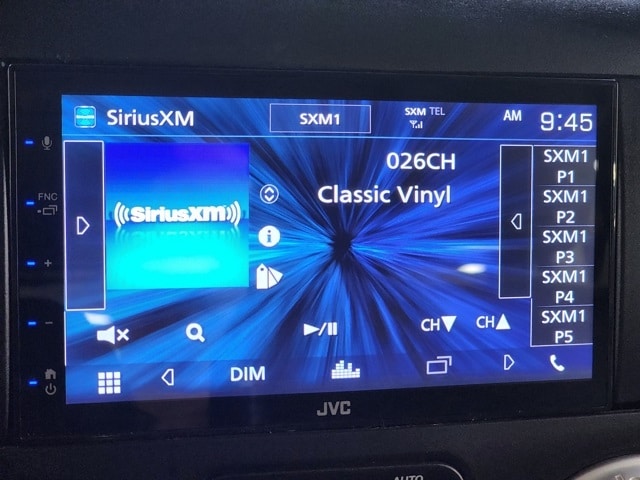 SiriusXM
SXM1
SXM TEL
AM 9:45
FNC
((SiriusXM))
026CH
Classic Vinyl
SXM1
P1
SXM1
P2
SXM1
P3
SXM1
P4
SXM1
P5
CH▼ CH▲
DIM
JVC
AUTO